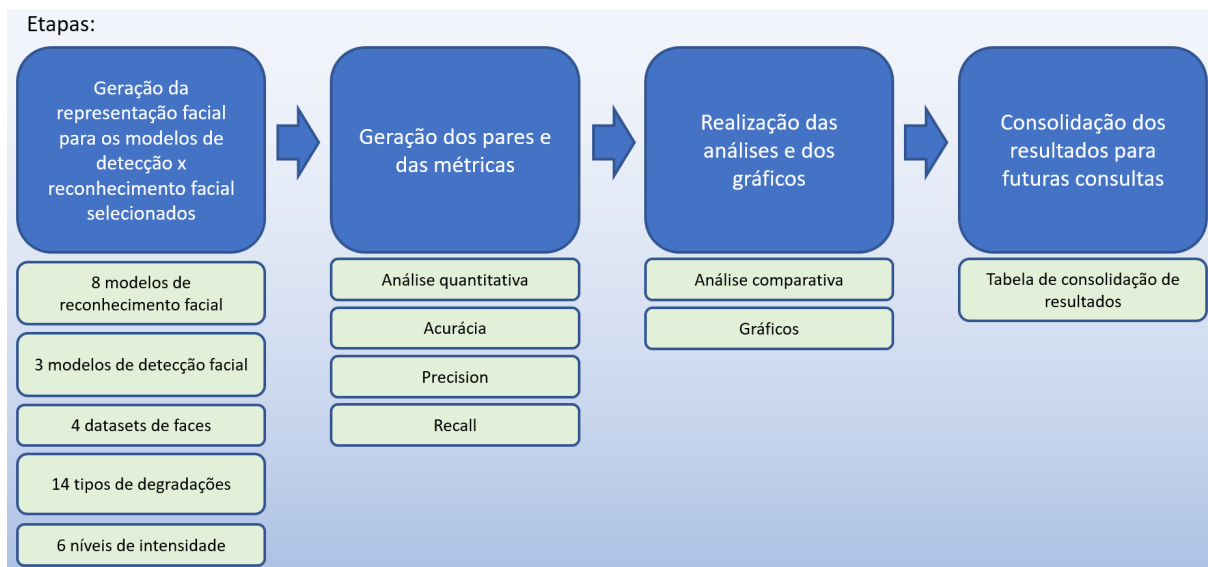 Etapas:
Geração da
representação facial
para os modelos de
detecção x
reconhecimento facial
selecionados
8 modelos de
reconhecimento facial
3 modelos de detecção facial
4 datasets de faces
14 tipos de degradações
6 níveis de intensidade
Geração dos pares e
das métricas
Análise quantitativa
Acurácia
Precision
Recall
Realização das
análises e dos
gráficos
Análise comparativa
Gráficos
Consolidação dos
resultados para
futuras consultas
Tabela de consolidação de
resultados